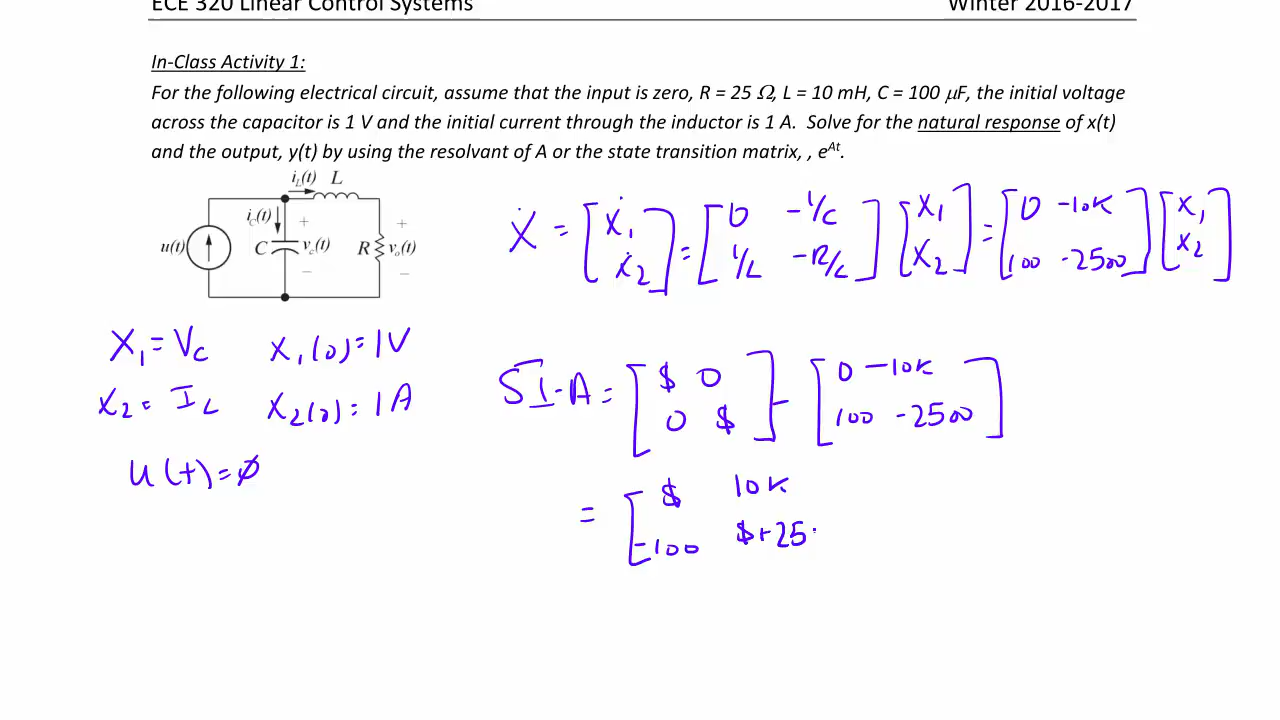 ECE 320 Linear Control Systems Winter 2016-2017
In-Class Activity 1:
For the following electrical circuit, assume that the input is zero, R = 25 Ω, L = 10 mH, C = 100 μF, the initial voltage
across the capacitor is 1 V and the initial current through the inductor is 1 A. Solve for the natural response of x(t)
and the output, y(t) by using the resolvant of A or the state transition matrix, , e^At.
i_L(t) L
i_C(t) + +
u(t) C v_c(t) R v_o(t)
− −
Ẋ = [ẋ₁ ẋ₂] = [0 -1/C 1/L -R/L] [x₁ x₂] = [0 -10K 100 -2500] [x₁ x₂]
X₁ = V_C X₁(0) = 1V
X₂ = I_L X₂(0) = 1A
u(t) = ∅
SI-A = [$ 0 0 $] - [0 -10K 100 -2500]
= [$ 10K -100 $+25